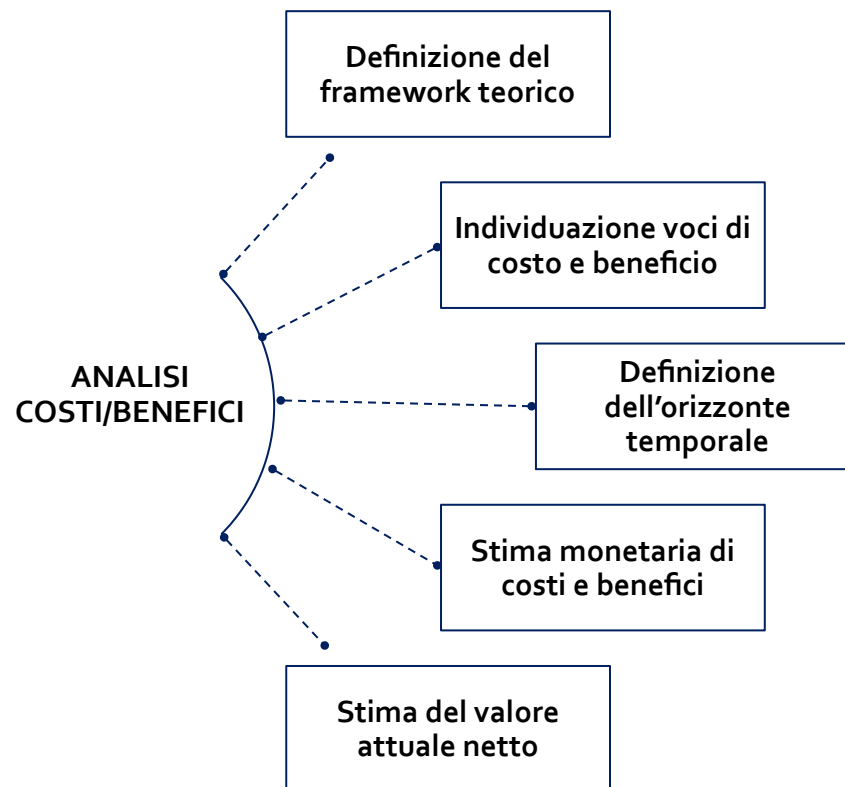 Definizione del
framework teorico
Individuazione voci di
costo e beneficio
ANALISI
COSTI/BENEFICI
Definizione
dell’orizzonte
temporale
Stima monetaria di
costi e benefici
Stima del valore
attuale netto